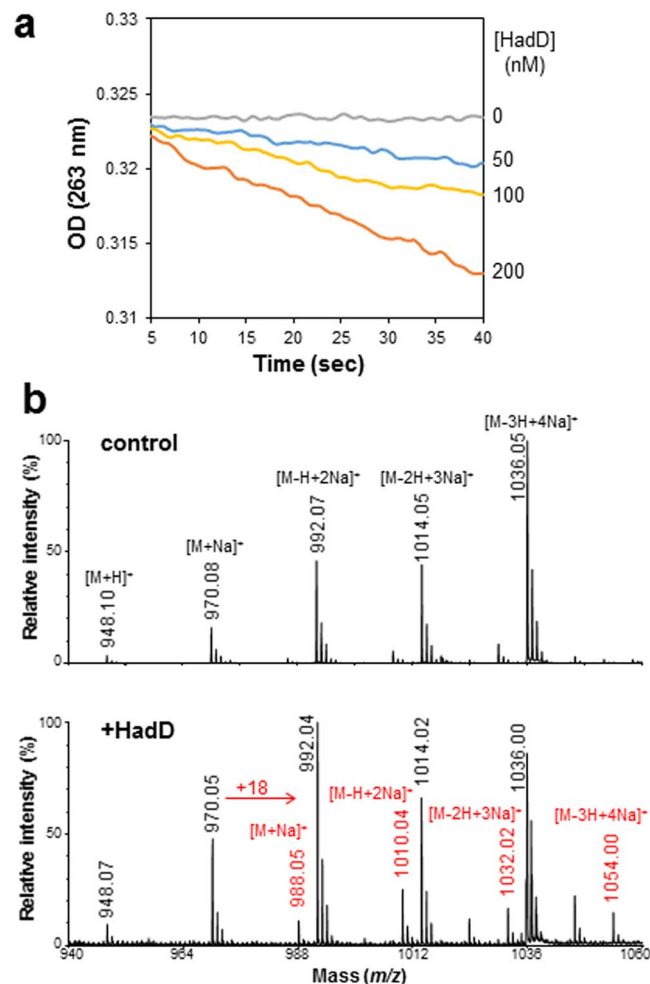 a
0.33
0.325
0.32
0.315
0.31
OD (263 nm)
5 10 15 20 25 30 35 40
Time (sec)
[HadD]
(nM)
0
50
100
200
b
control
Relative intensity (%)
100
50
0
[M+H]⁺
948.10
[M+Na]⁺
970.08
[M-H+2Na]⁺
992.07
[M-2H+3Na]⁺
1014.05
[M-3H+4Na]⁺
1036.05
+HadD
Relative intensity (%)
100
50
0
948.07
970.05
+18
[M+Na]⁺
988.05
992.04
[M-H+2Na]⁺
1010.04
1014.02
[M-2H+3Na]⁺
1032.02
1036.00
[M-3H+4Na]⁺
1054.00
940 964 988 1012 1036 1060
Mass (m/z)